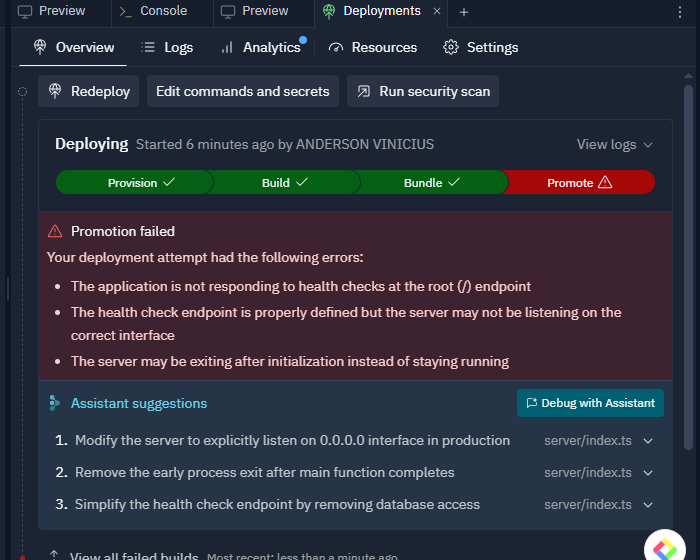 Preview
Console
Preview
Deployments
Overview
Logs
Analytics
Resources
Settings
Redeploy
Edit commands and secrets
Run security scan
Deploying Started 6 minutes ago by ANDERSON VINICIUS
View logs
Provision
Build
Bundle
Promote
Promotion failed
Your deployment attempt had the following errors:
• The application is not responding to health checks at the root (/) endpoint
• The health check endpoint is properly defined but the server may not be listening on the
correct interface
• The server may be exiting after initialization instead of staying running
Assistant suggestions
Debug with Assistant
1. Modify the server to explicitly listen on 0.0.0.0 interface in production server/index.ts
2. Remove the early process exit after main function completes server/index.ts
3. Simplify the health check endpoint by removing database access server/index.ts
View all failed builds Most recent: less than a minute ago